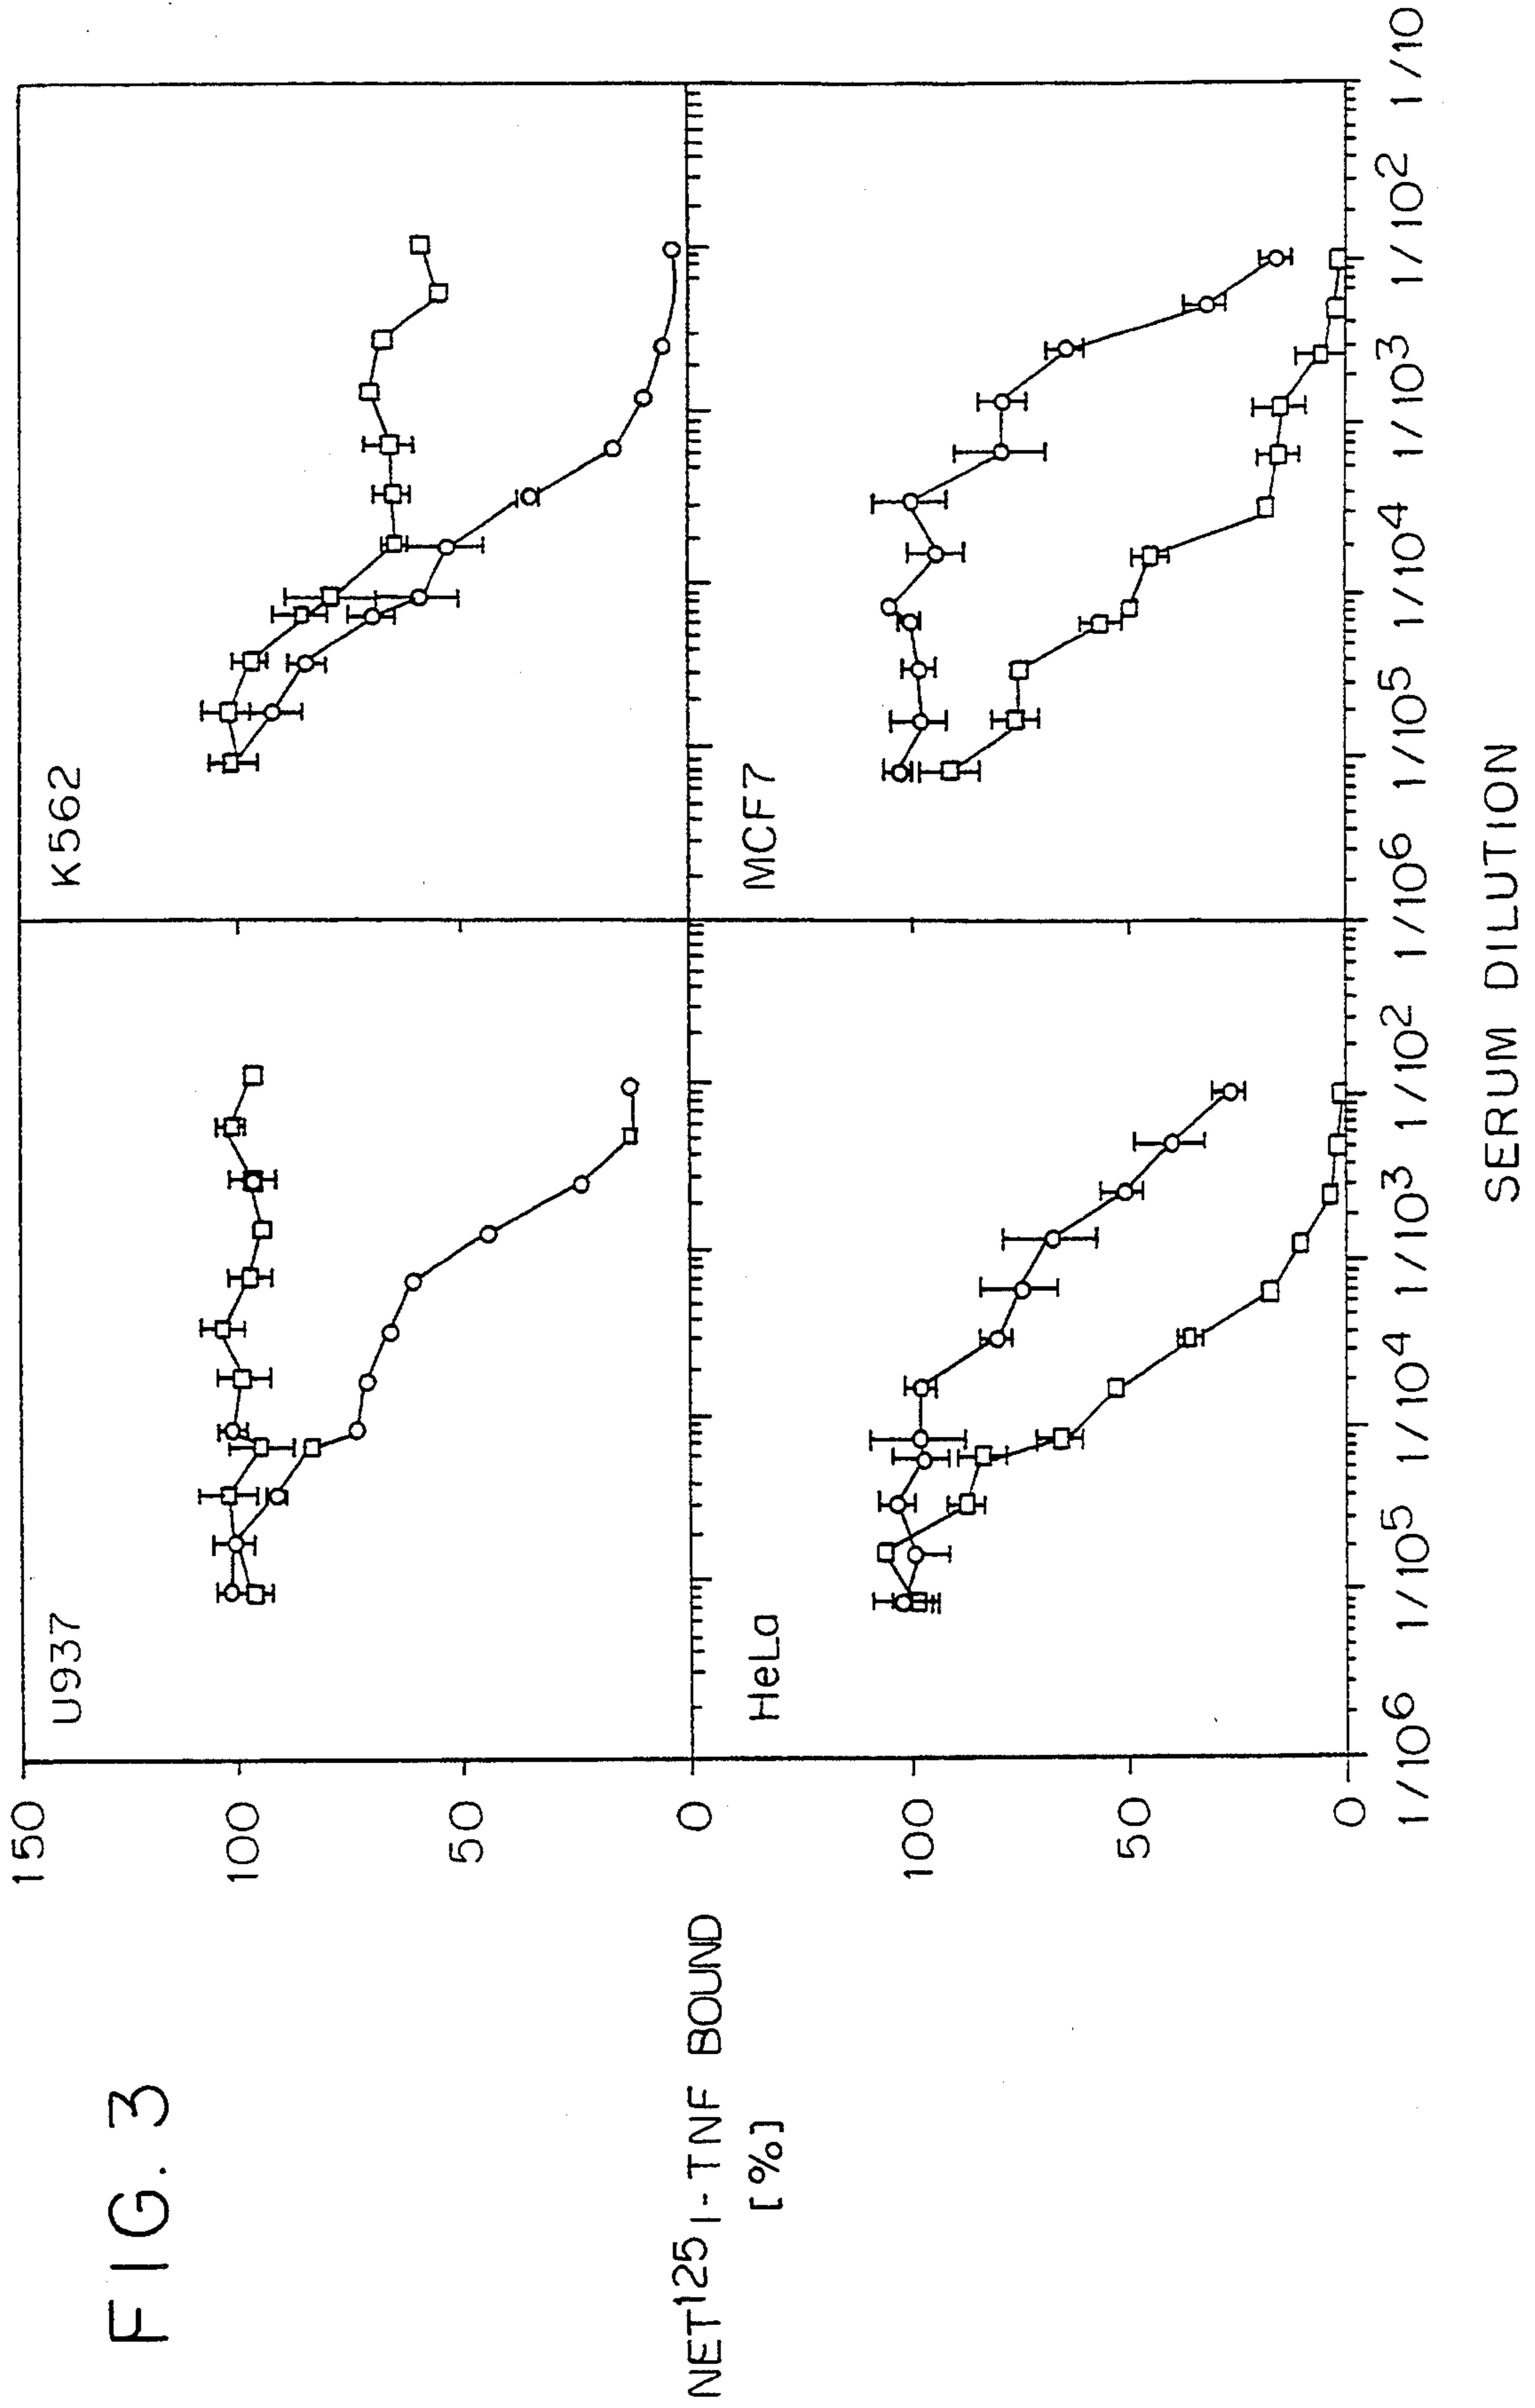 FIG. 3
NET 125I-TNF BOUND
[%]
150
100
50
0
100
50
0
U937
K562
HeLa
MCF7
1/10⁶
1/10⁵
1/10⁴
1/10³
1/10²
1/10⁶
1/10⁵
1/10⁴
1/10³
1/10²
1/10
SERUM DILUTION